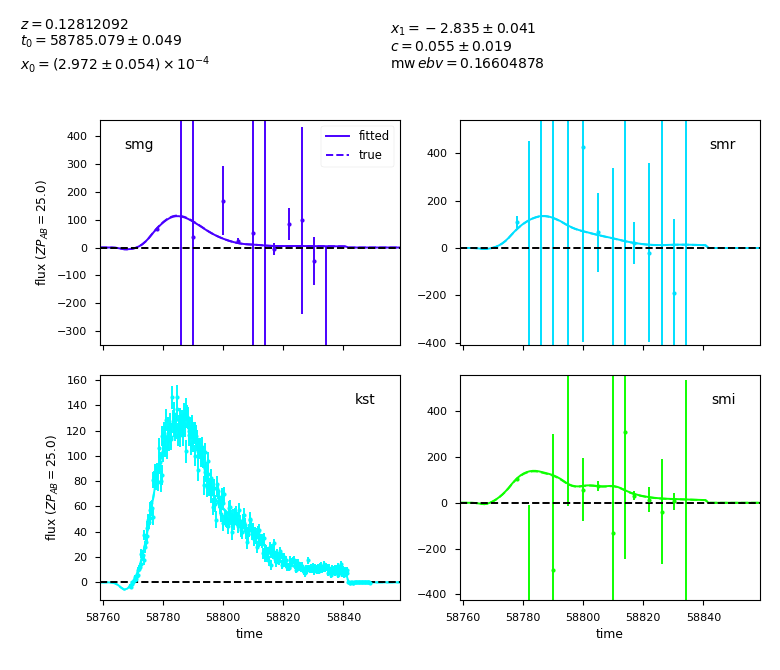 z = 0.12812092
t₀ = 58785.079 ± 0.049
x₀ = (2.972 ± 0.054) × 10⁻⁴
x₁ = −2.835 ± 0.041
c = 0.055 ± 0.019
mw ebv = 0.16604878
smg
fitted
true
400
300
200
100
0
−100
−200
−300
flux (ZP_AB = 25.0)
smr
400
200
0
−200
−400
kst
160
140
120
100
80
60
40
20
0
flux (ZP_AB = 25.0)
58760 58780 58800 58820 58840
time
smi
400
200
0
−200
−400
58760 58780 58800 58820 58840
time